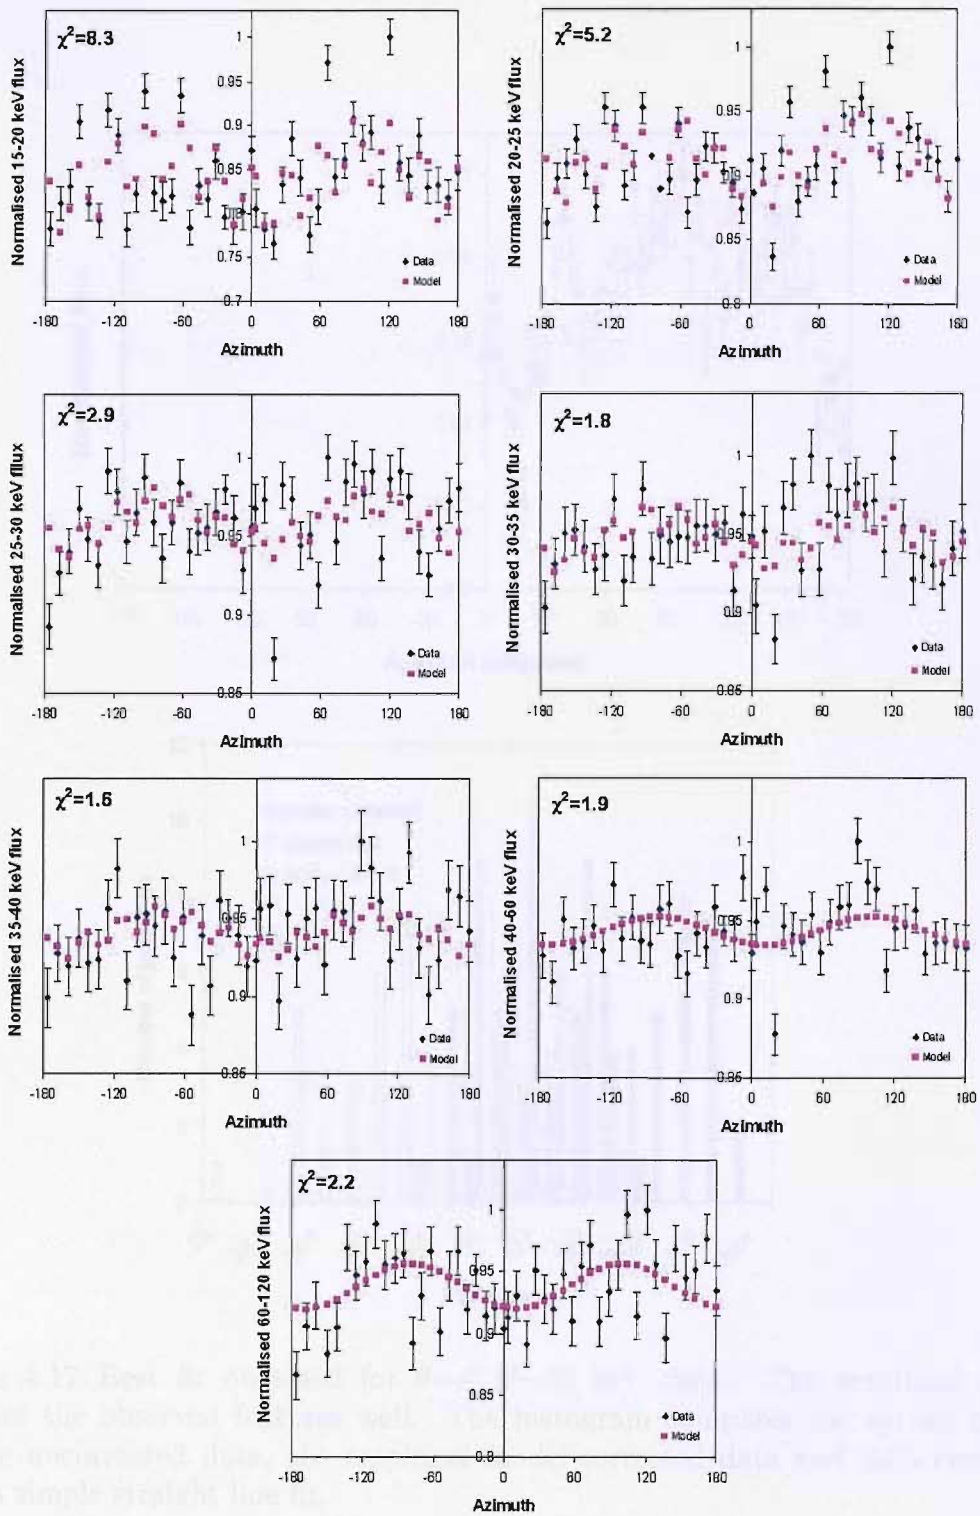 χ²=8.3
Normalised 15-20 keV flux
1
0.95
0.9
0.85
0.8
0.75
0.7
-180 -120 -60 0 60 120 180
Azimuth
Data
Model
χ²=5.2
Normalised 20-25 keV flux
1
0.95
0.9
0.85
0.8
-180 -120 -60 0 60 120 180
Azimuth
Data
Model
χ²=2.9
Normalised 25-30 keV flux
1
0.95
0.9
0.85
-180 -120 -60 0 60 120 180
Azimuth
Data
Model
χ²=1.8
Normalised 30-35 keV flux
1
0.95
0.9
0.85
-180 -120 -60 0 60 120 180
Azimuth
Data
Model
χ²=1.6
Normalised 35-40 keV flux
1
0.95
0.9
0.85
-180 -120 -60 0 60 120 180
Azimuth
Data
Model
χ²=1.9
Normalised 40-60 keV flux
1
0.95
0.9
-180 -120 -60 0 60 120 180
Azimuth
Data
Model
χ²=2.2
Normalised 60-120 keV flux
1
0.95
0.9
0.85
0.8
-180 -120 -60 0 60 120 180
Azimuth
Data
Model